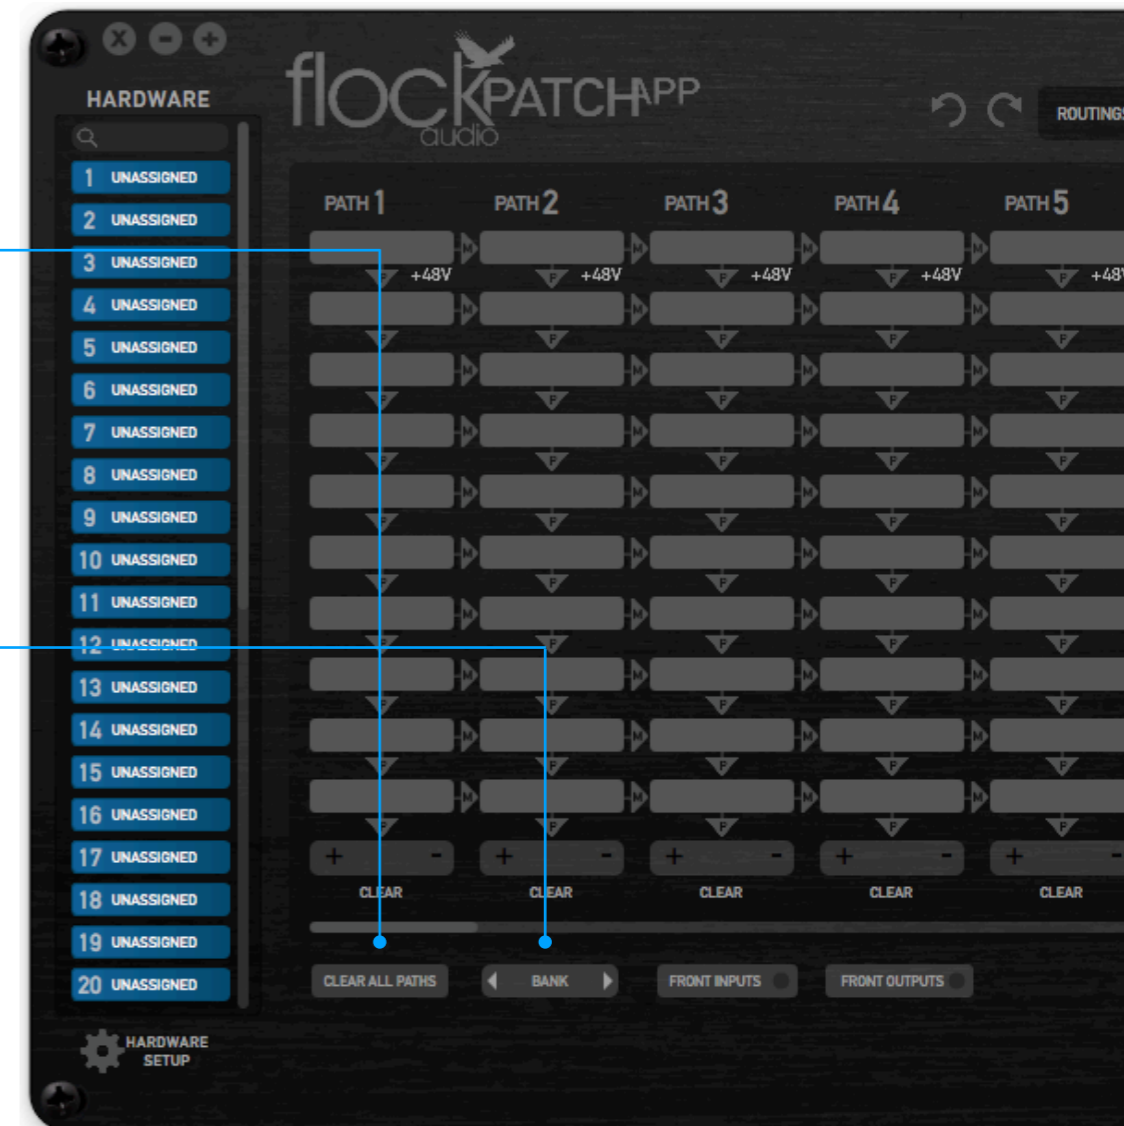 HARDWARE
flock PATCHAPP
audio
ROUTINGS
1 UNASSIGNED
2 UNASSIGNED
3 UNASSIGNED
4 UNASSIGNED
5 UNASSIGNED
6 UNASSIGNED
7 UNASSIGNED
8 UNASSIGNED
9 UNASSIGNED
10 UNASSIGNED
11 UNASSIGNED
12 UNASSIGNED
13 UNASSIGNED
14 UNASSIGNED
15 UNASSIGNED
16 UNASSIGNED
17 UNASSIGNED
18 UNASSIGNED
19 UNASSIGNED
20 UNASSIGNED
HARDWARE
SETUP
PATH 1 PATH 2 PATH 3 PATH 4 PATH 5
M M M M
P +48V P +48V P +48V P +48V P +48V
M M M M
P P P P P
M M M M
P P P P P
M M M M
P P P P P
M M M M
P P P P P
M M M M
P P P P P
M M M M
P P P P P
M M M M
P P P P P
M M M M
P P P P P
M M M M
P P P P P
+ - + - + - + - + -
CLEAR CLEAR CLEAR CLEAR CLEAR
CLEAR ALL PATHS BANK FRONT INPUTS FRONT OUTPUTS